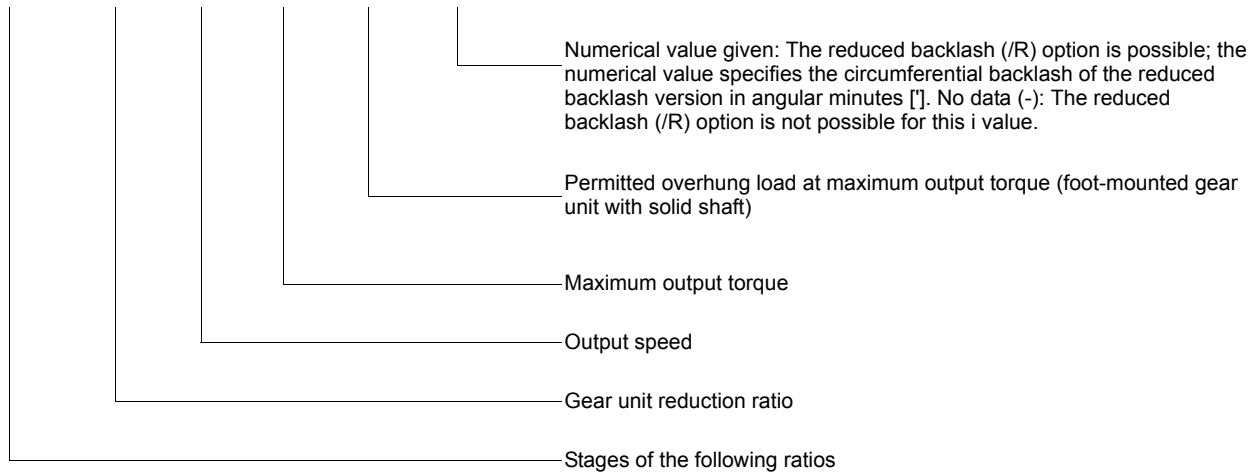 Numerical value given: The reduced backlash (/R) option is possible; the
numerical value specifies the circumferential backlash of the reduced
backlash version in angular minutes [']. No data (-): The reduced
backlash (/R) option is not possible for this i value.
Permitted overhung load at maximum output torque (foot-mounted gear
unit with solid shaft)
Maximum output torque
Output speed
Gear unit reduction ratio
Stages of the following ratios